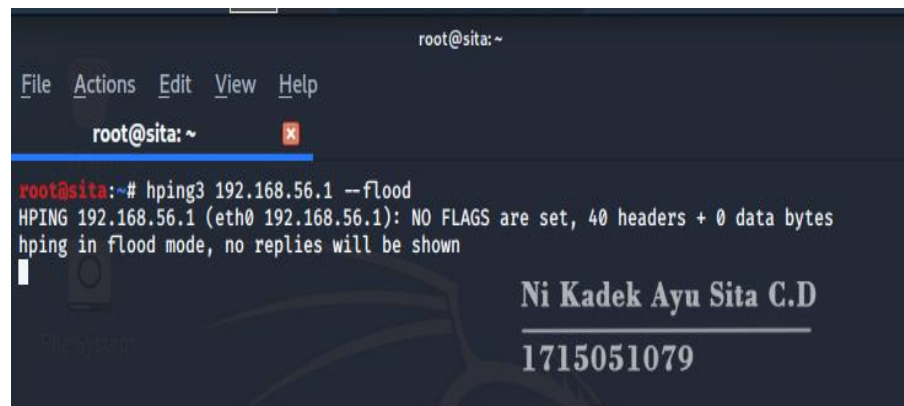 root@sita: ~
File Actions Edit View Help
root@sita: ~
root@sita:~# hping3 192.168.56.1 --flood
HPING 192.168.56.1 (eth0 192.168.56.1): NO FLAGS are set, 40 headers + 0 data bytes
hping in flood mode, no replies will be shown
Ni Kadek Ayu Sita C.D
File System
1715051079